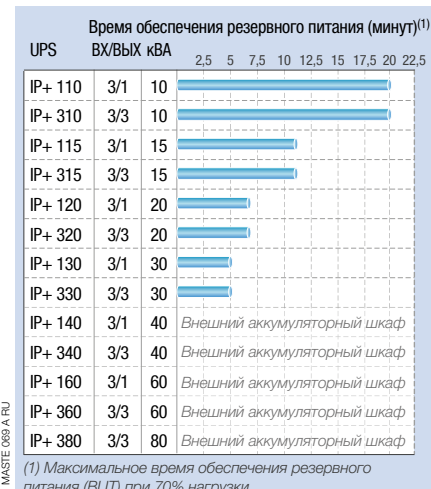 Время обеспечения резервного питания (минут)(1)
UPS ВХ/ВЫХ кВА
2,5 5 7,5 10 12,5 15 17,5 20 22,5
IP+ 110 3/1 10
IP+ 310 3/3 10
IP+ 115 3/1 15
IP+ 315 3/3 15
IP+ 120 3/1 20
IP+ 320 3/3 20
IP+ 130 3/1 30
IP+ 330 3/3 30
IP+ 140 3/1 40 Внешний аккумуляторный шкаф
IP+ 340 3/3 40 Внешний аккумуляторный шкаф
IP+ 160 3/1 60 Внешний аккумуляторный шкаф
IP+ 360 3/3 60 Внешний аккумуляторный шкаф
IP+ 380 3/3 80 Внешний аккумуляторный шкаф
(1) Максимальное время обеспечения резервного
питания (BUT) при 70% нагрузки
MASTE 069 A RU